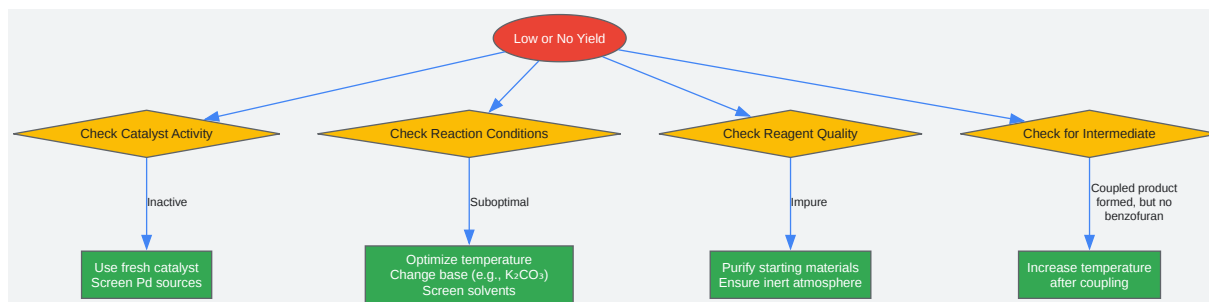 Low or No Yield
Check Catalyst Activity
Check Reaction Conditions
Check Reagent Quality
Check for Intermediate
Inactive
Suboptimal
Impure
Coupled product
formed, but no
benzofuran
Use fresh catalyst
Screen Pd sources
Optimize temperature
Change base (e.g., K₂CO₃)
Screen solvents
Purify starting materials
Ensure inert atmosphere
Increase temperature
after coupling